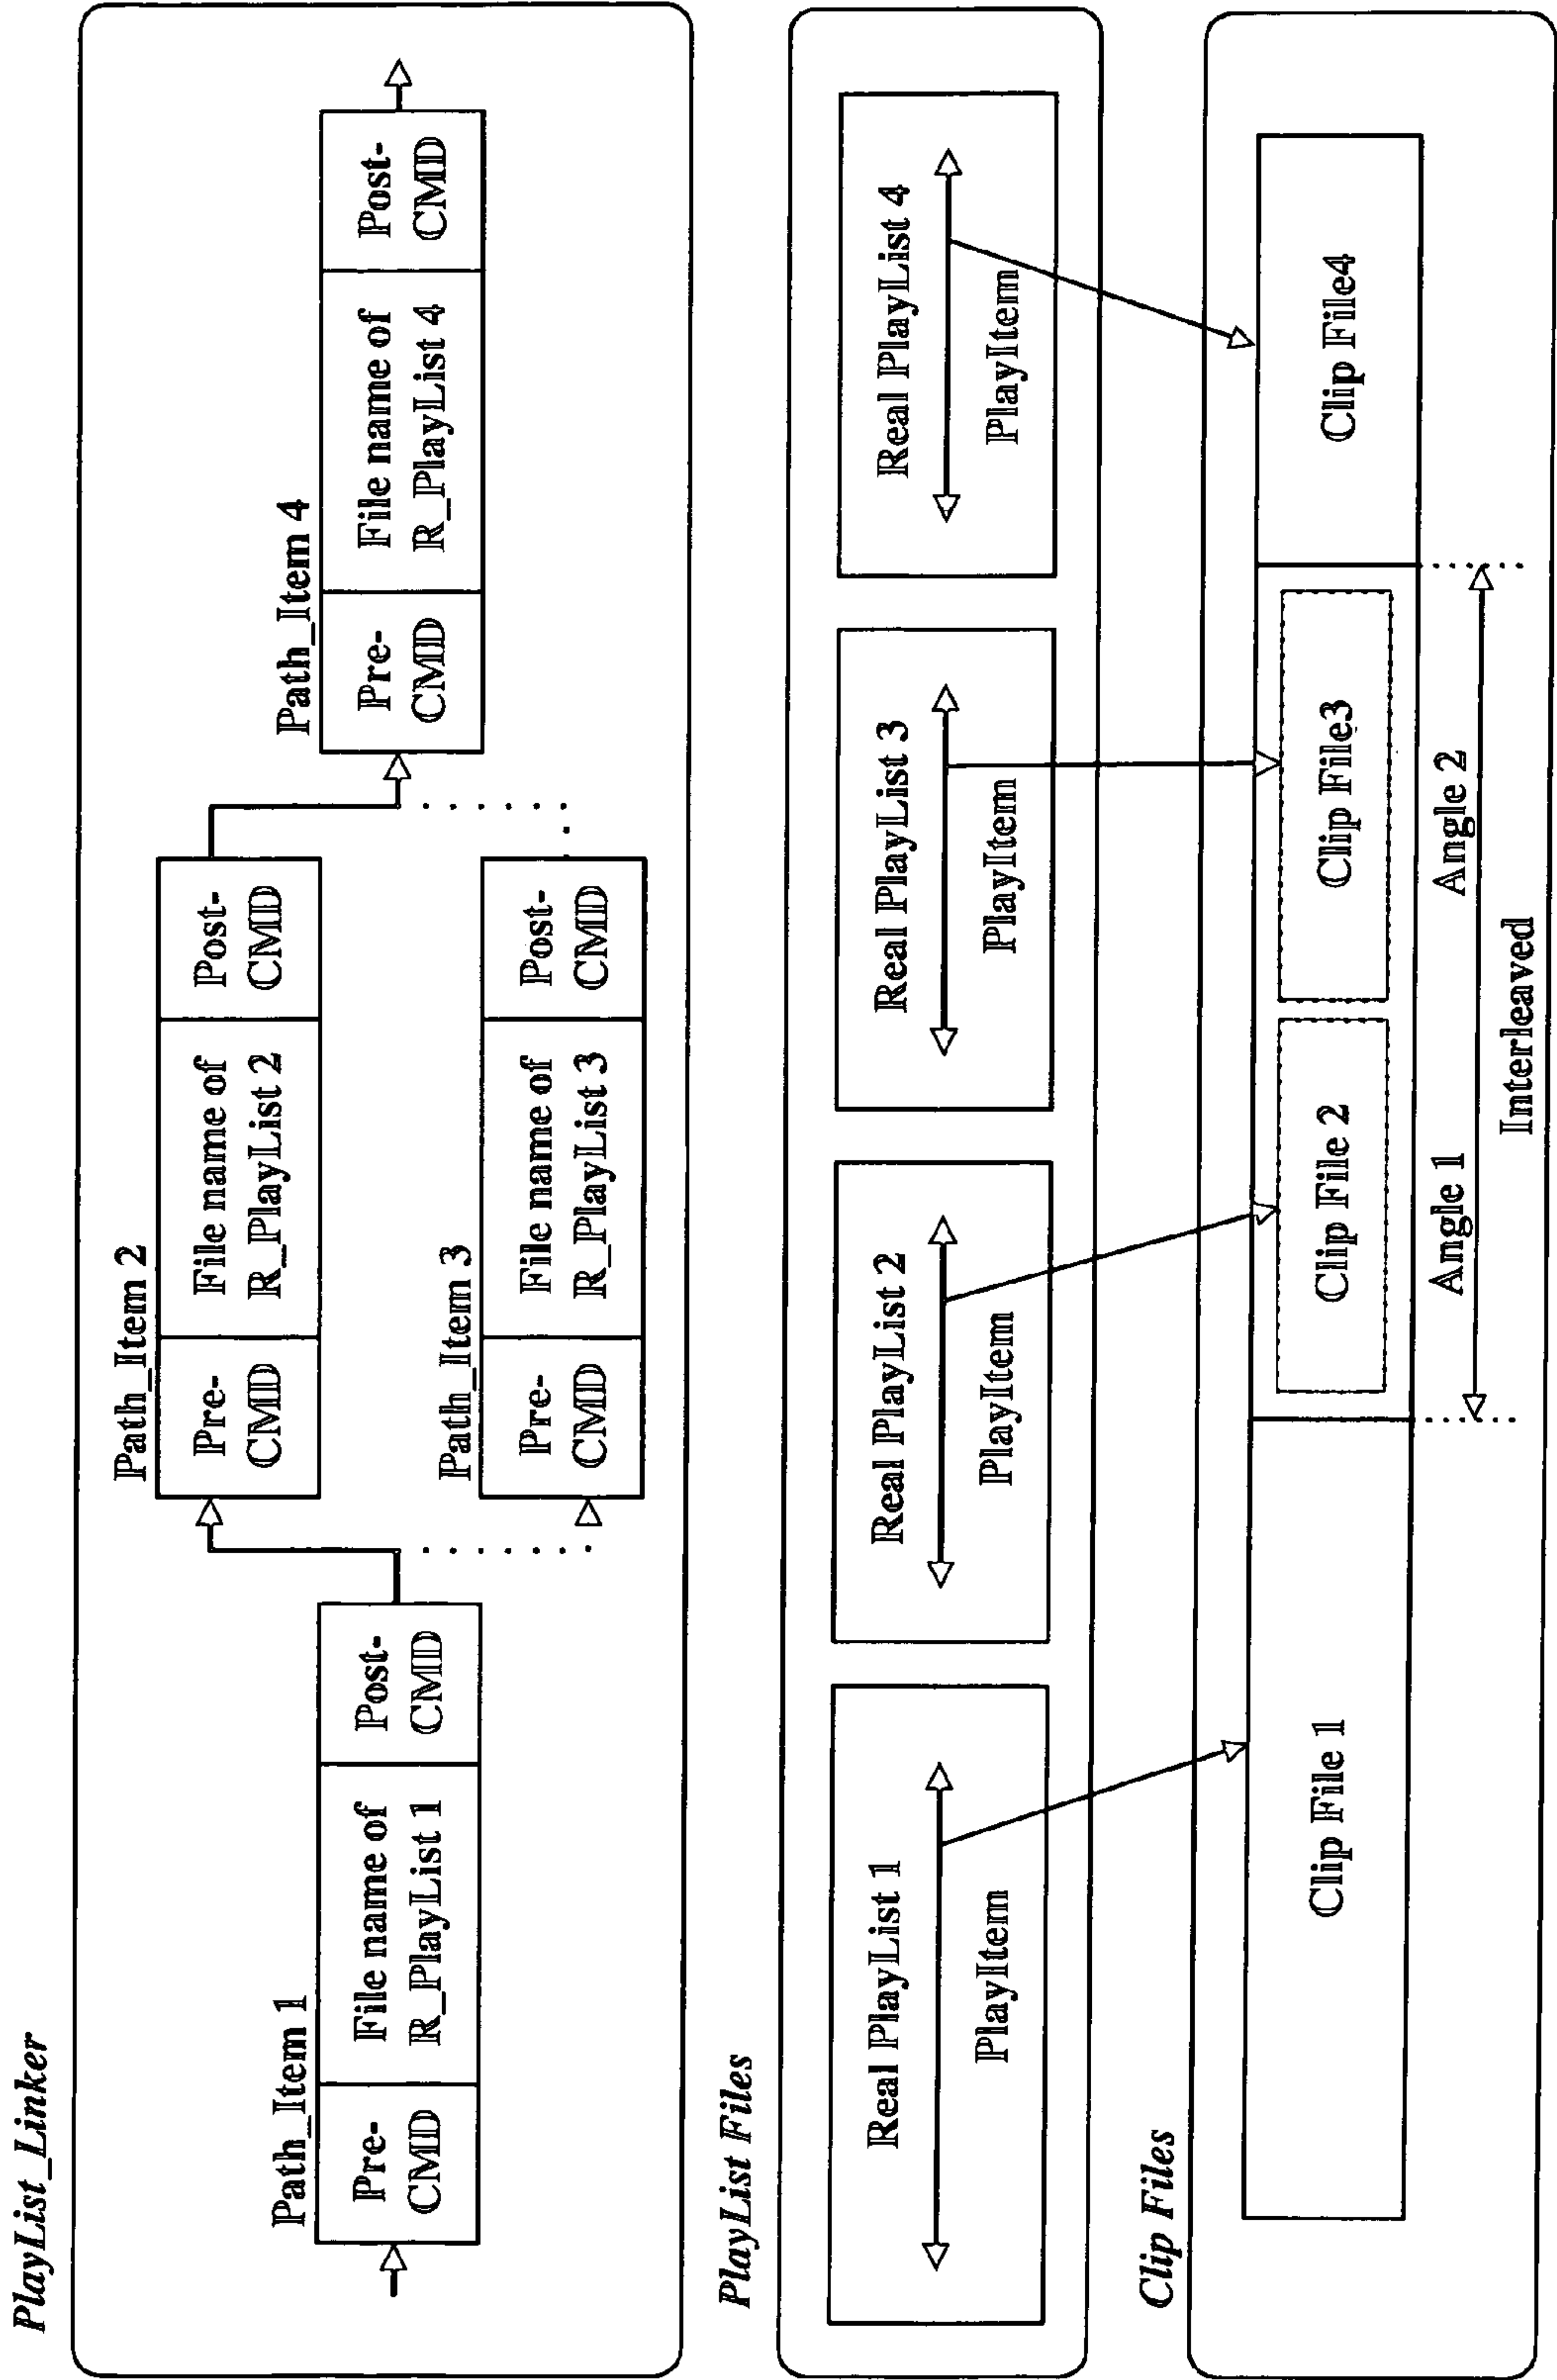 PlayList_Linker
Path_Item 1
Pre-
CMD
File name of
R_PlayList 1
Post-
CMD
Path_Item 2
Pre-
CMD
File name of
R_PlayList 2
Post-
CMD
Path_Item 3
Pre-
CMD
File name of
R_PlayList 3
Post-
CMD
Path_Item 4
Pre-
CMD
File name of
R_PlayList 4
Post-
CMD
PlayList Files
Real PlayList 1
PlayItem
Real PlayList 2
PlayItem
Real PlayList 3
PlayItem
Real PlayList 4
PlayItem
Clip Files
Clip File 1
Clip File 2
Clip File3
Clip File4
Angle 1
Angle 2
Interleaved